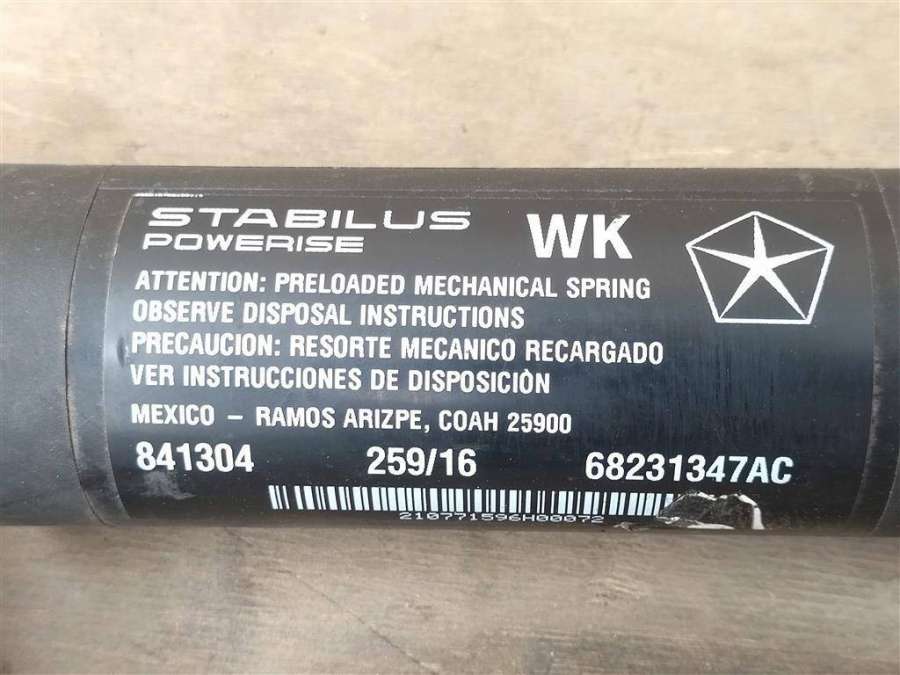 STABILUS
POWERISE
WK
ATTENTION: PRELOADED MECHANICAL SPRING
OBSERVE DISPOSAL INSTRUCTIONS
PRECAUCION: RESORTE MECANICO RECARGADO
VER INSTRUCCIONES DE DISPOSICIÒN
MEXICO – RAMOS ARIZPE, COAH 25900
841304 259/16 68231347AC
210771596H00072